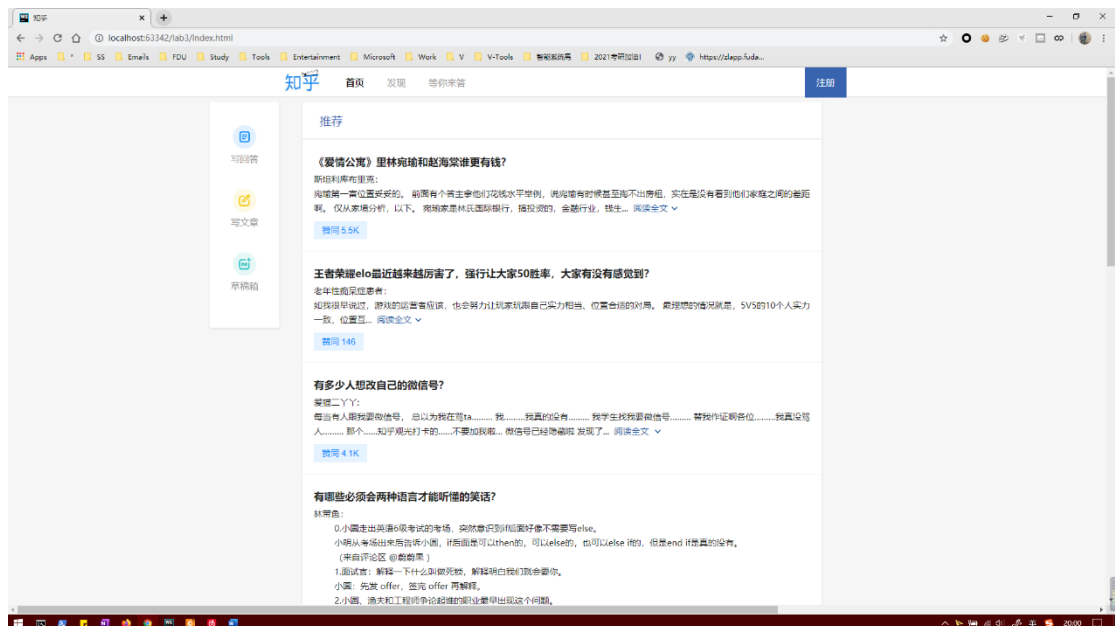 知乎
localhost:63342/lab3/index.html
Apps SS Emails FDU Study Tools Entertainment Microsoft Work V V-Tools 智能系统局 2021考研加油! yy https://zlapp.fuda...
知乎 首页 发现 等你来答 注册
写回答
写文章
草稿箱
推荐
《爱情公寓》里林宛瑜和赵海棠谁更有钱?
斯坦利库布里克:
宛瑜第一富位置妥妥的。 前面有个答主拿他们花钱水平举例,说宛瑜有时候甚至掏不出房租,实在是没有看到他们家庭之间的差距
啊。 仅从家境分析,以下。 宛瑜家是林氏国际银行,搞投资的,金融行业,钱生... 阅读全文
赞同 5.5K
王者荣耀elo最近越来越厉害了,强行让大家50胜率,大家有没有感觉到?
老年性痴呆症患者:
如我很早说过,游戏的运营者应该,也会努力让玩家玩跟自己实力相当、位置合适的对局。 最理想的情况就是,5V5的10个人实力
一致,位置互... 阅读全文
赞同 146
有多少人想改自己的微信号?
爱猫二丫丫:
每当有人跟我要微信号, 总以为我在骂ta......... 我.........我真的没有......... 我学生找我要微信号......... 替我作证啊各位.........我真没骂
人......... 那个......知乎观光打卡的......不要加我啦... 微信号已经隐藏啦 发现了... 阅读全文
赞同 4.1K
有哪些必须会两种语言才能听懂的笑话?
林带鱼:
0.小圆走出英语6级考试的考场,突然意识到if后面好像不需要写else。
小明从考场出来后告诉小圆,if后面是可以then的,可以else的,也可以else if的,但是end if是真的没有。
(来自评论区 @蔚蔚果 )
1.面试官:解释一下什么叫做死锁,解释明白我们就会要你。
小圆:先发 offer,签完 offer 再解释。
2.小圆、渔夫和工程师争论起谁的职业最早出现这个问题。
20:00